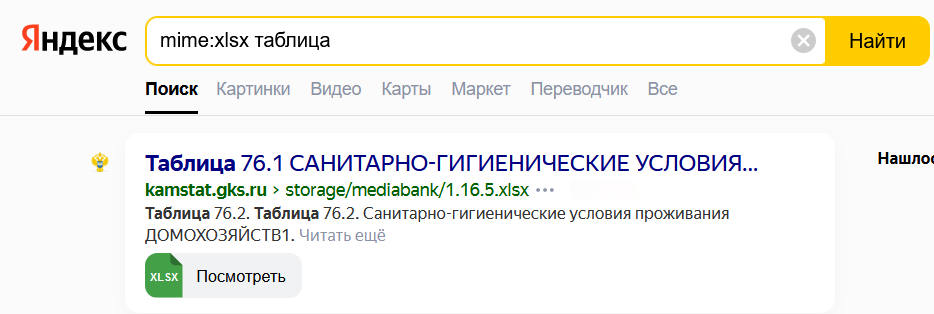 Яндекс
mime:xlsx таблица
Найти
Поиск Картинки Видео Карты Маркет Переводчик Все
Таблица 76.1 САНИТАРНО-ГИГИЕНИЧЕСКИЕ УСЛОВИЯ...
kamstat.gks.ru › storage/mediabank/1.16.5.xlsx
Таблица 76.2. Таблица 76.2. Санитарно-гигиенические условия проживания
ДОМОХОЗЯЙСТВ1. Читать ещё
XLSX Посмотреть
Нашлос